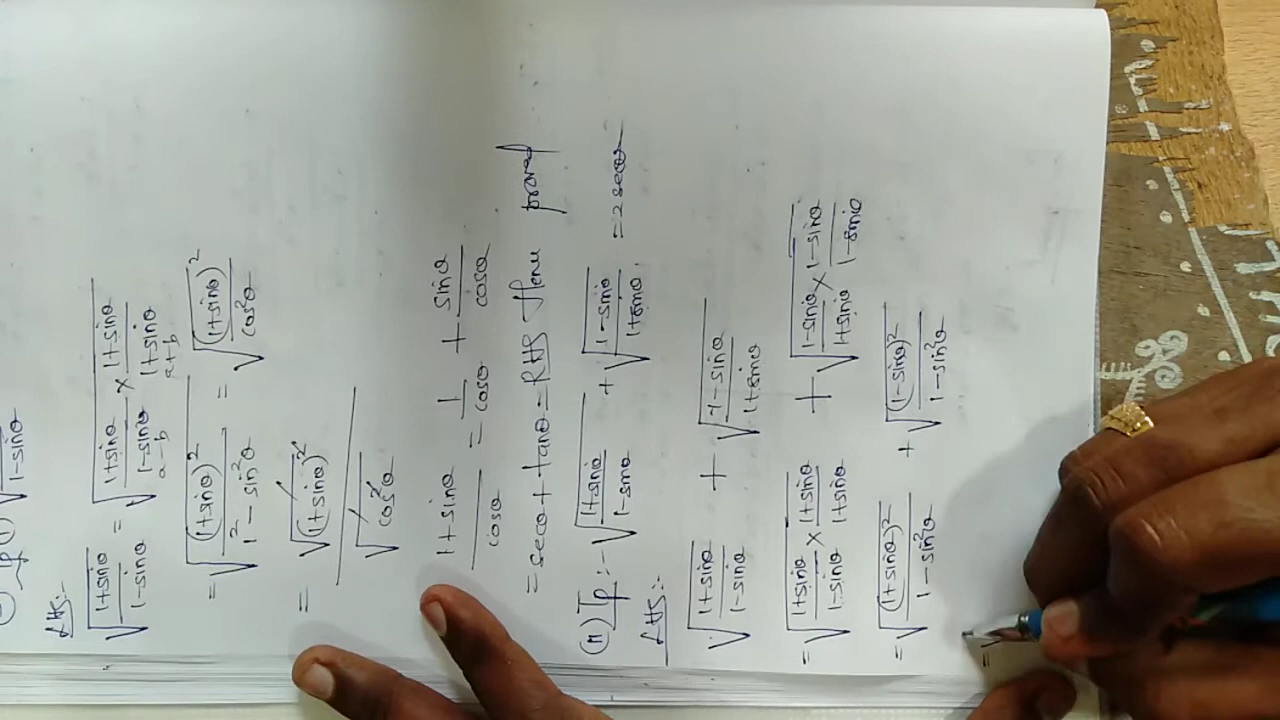 √(1-sinθ
LHS:-
√((1+sinθ)/(1-sinθ)) = √((1+sinθ)/(1-sinθ) × (1+sinθ)/(1+sinθ))
a-b a+b
= √((1+sinθ)²/(1²-sin²θ)) = √((1+sinθ)²/cos²θ)
= √(1+sinθ)²/√cos²θ
(1+sinθ)/cosθ = 1/cosθ + sinθ/cosθ
= secθ + tanθ = RHS Hence proved
(ii) TP:- √((1+sinθ)/(1-sinθ)) + √((1-sinθ)/(1+sinθ)) = 2secθ
LHS:-
√((1+sinθ)/(1-sinθ)) + √((1-sinθ)/(1+sinθ))
= √((1+sinθ)/(1-sinθ) × (1+sinθ)/(1+sinθ)) + √((1-sinθ)/(1+sinθ) × (1-sinθ)/(1-sinθ))
= √((1+sinθ)²/(1-sin²θ)) + √((1-sinθ)²/(1-sin²θ))
=